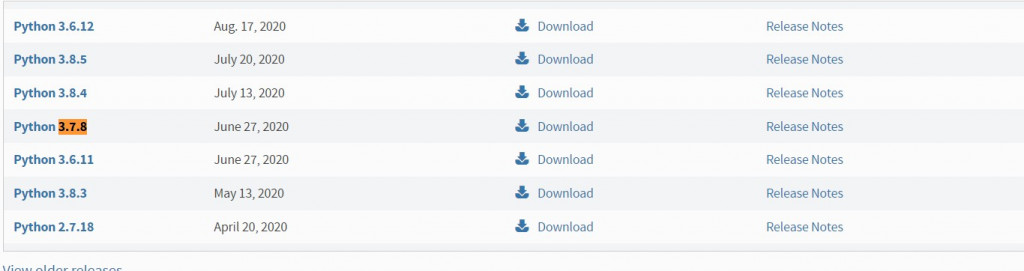 Python 3.6.12 Aug. 17, 2020 Download Release Notes
Python 3.8.5 July 20, 2020 Download Release Notes
Python 3.8.4 July 13, 2020 Download Release Notes
Python 3.7.8 June 27, 2020 Download Release Notes
Python 3.6.11 June 27, 2020 Download Release Notes
Python 3.8.3 May 13, 2020 Download Release Notes
Python 2.7.18 April 20, 2020 Download Release Notes
View older releases